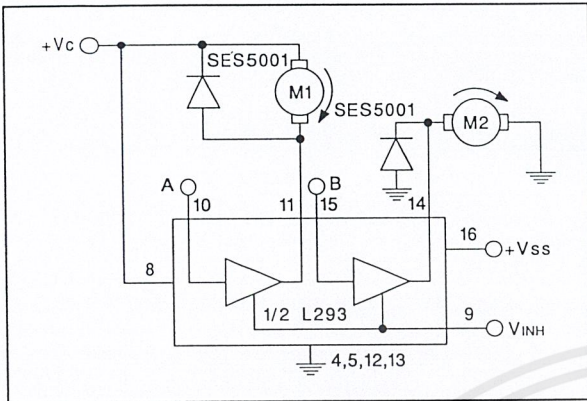 +Vc
SES5001
M1
SES5001
M2
A
B
10
11
15
14
16
+Vss
8
1/2 L293
9
VINH
4,5,12,13